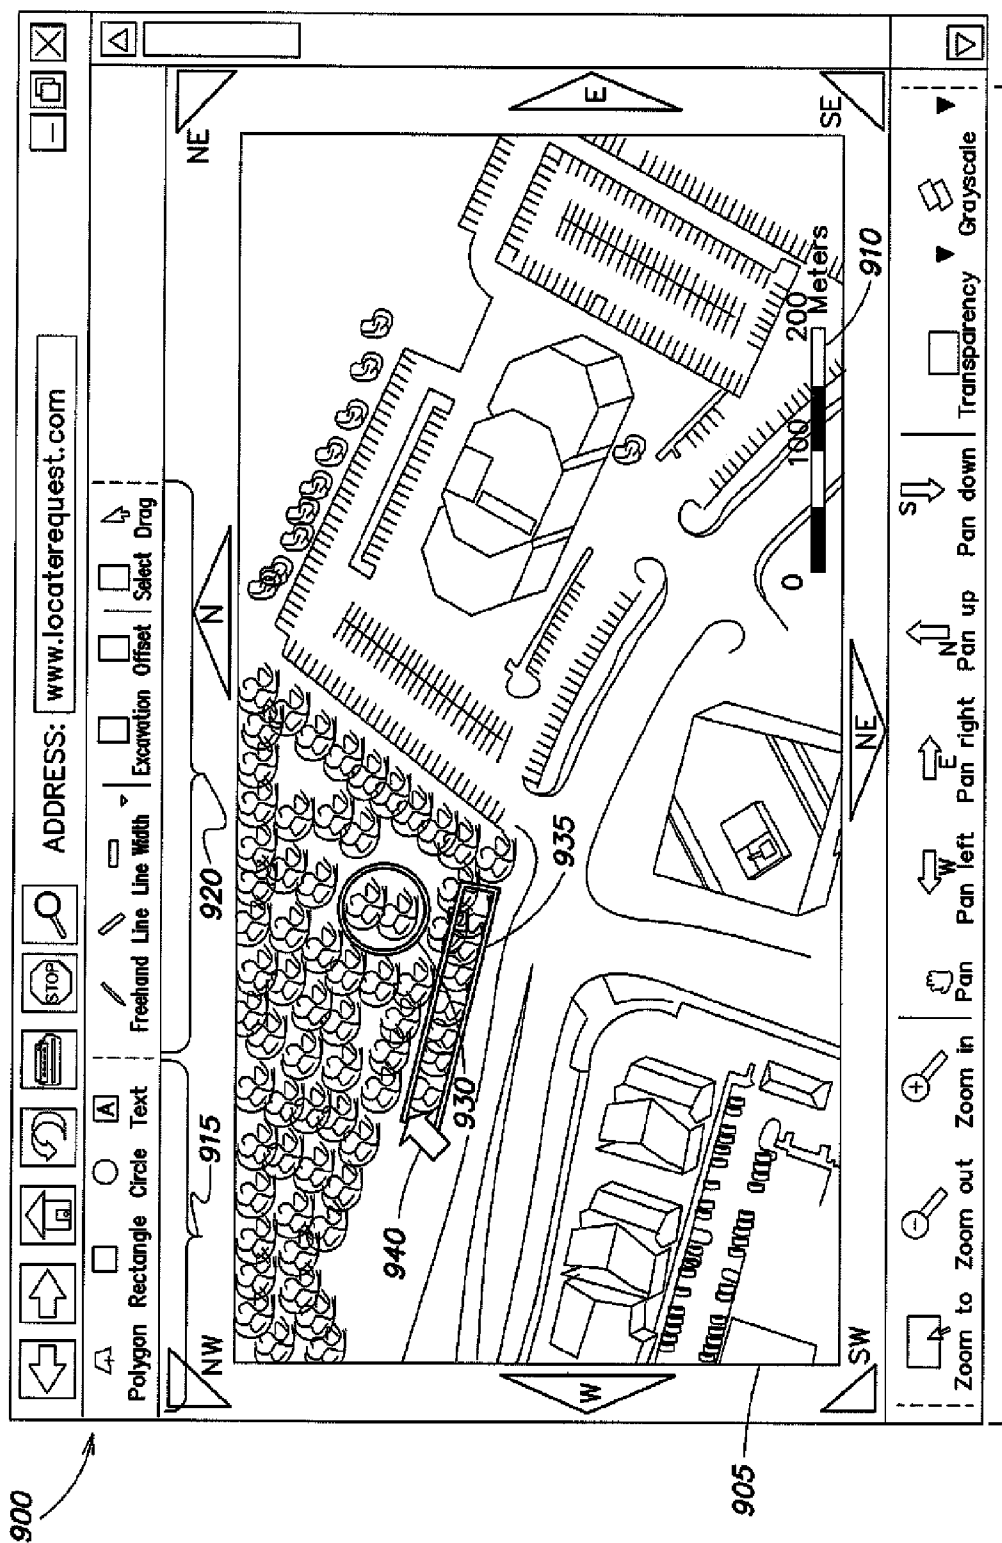 900
ADDRESS: www.locaterequest.com
STOP
A
Polygon Rectangle Circle Text Freehand Line Line Width Excavation Offset Select Drag
915
920
NW
N
NE
W
E
940
930
935
0 100 200
Meters
910
905
SW
NE
SE
W E N S
Zoom to Zoom out Zoom in Pan Pan left Pan right Pan up Pan down Transparency Grayscale